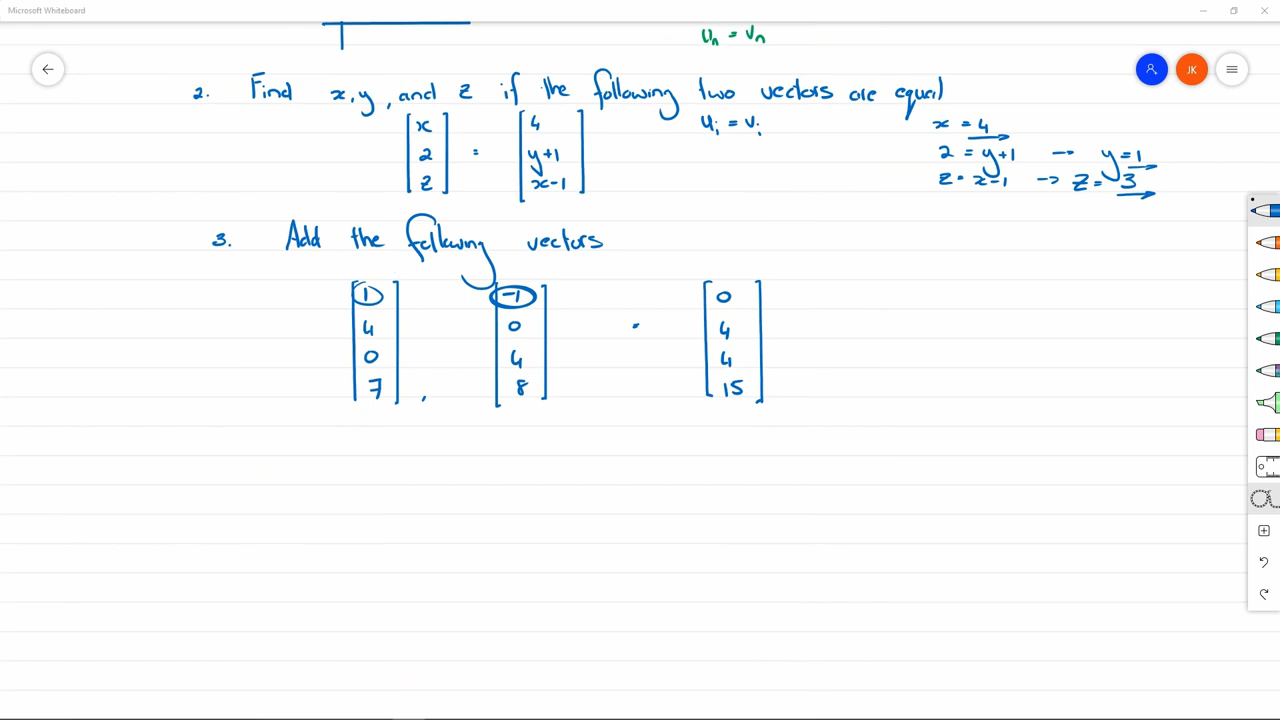 Microsoft Whiteboard
uₙ = vₙ
JK
2. Find x, y, and z if the following two vectors are equal
x 4 uᵢ = vᵢ x = 4
2 = y+1 2 = y+1 → y = 1
z x-1 z = x-1 → z = 3
3. Add the following vectors
1 -1 0
4 0 4
0 4 4
7 , 8 15